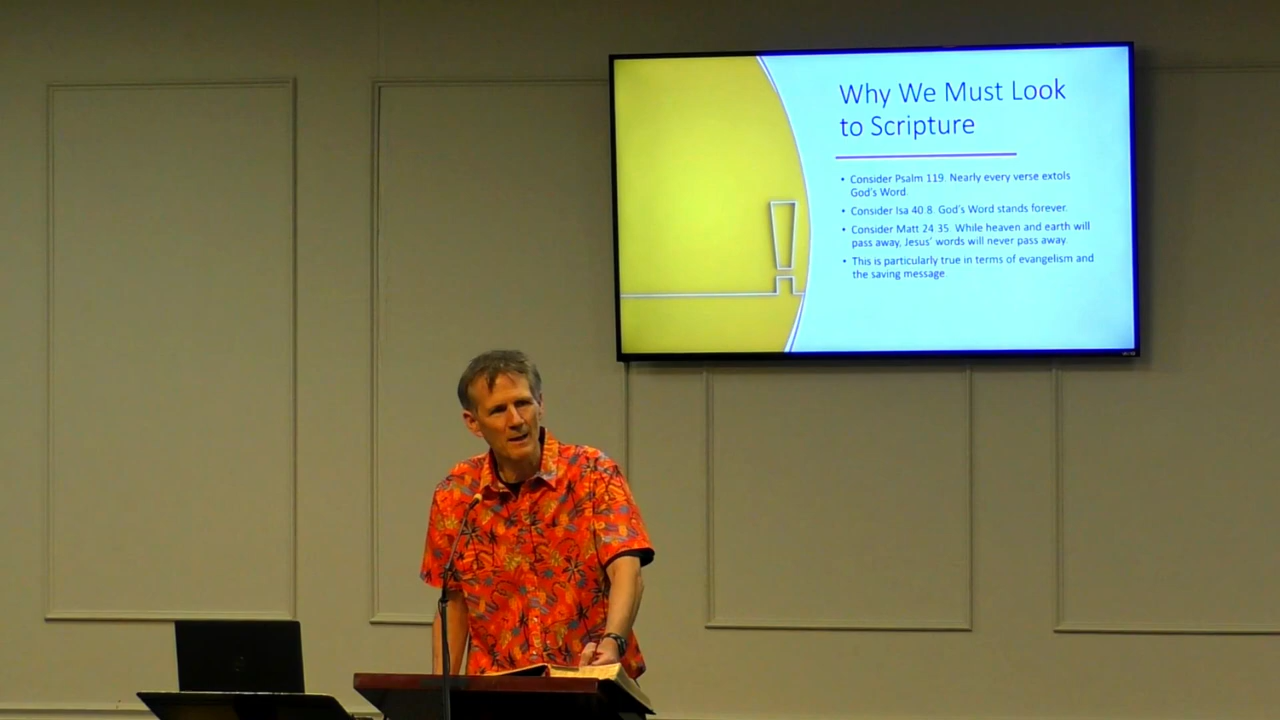 Why We Must Look
to Scripture
• Consider Psalm 119. Nearly every verse extols
God's Word.
• Consider Isa 40:8. God's Word stands forever.
• Consider Matt 24:35. While heaven and earth will
pass away, Jesus' words will never pass away.
• This is particularly true in terms of evangelism and
the saving message.